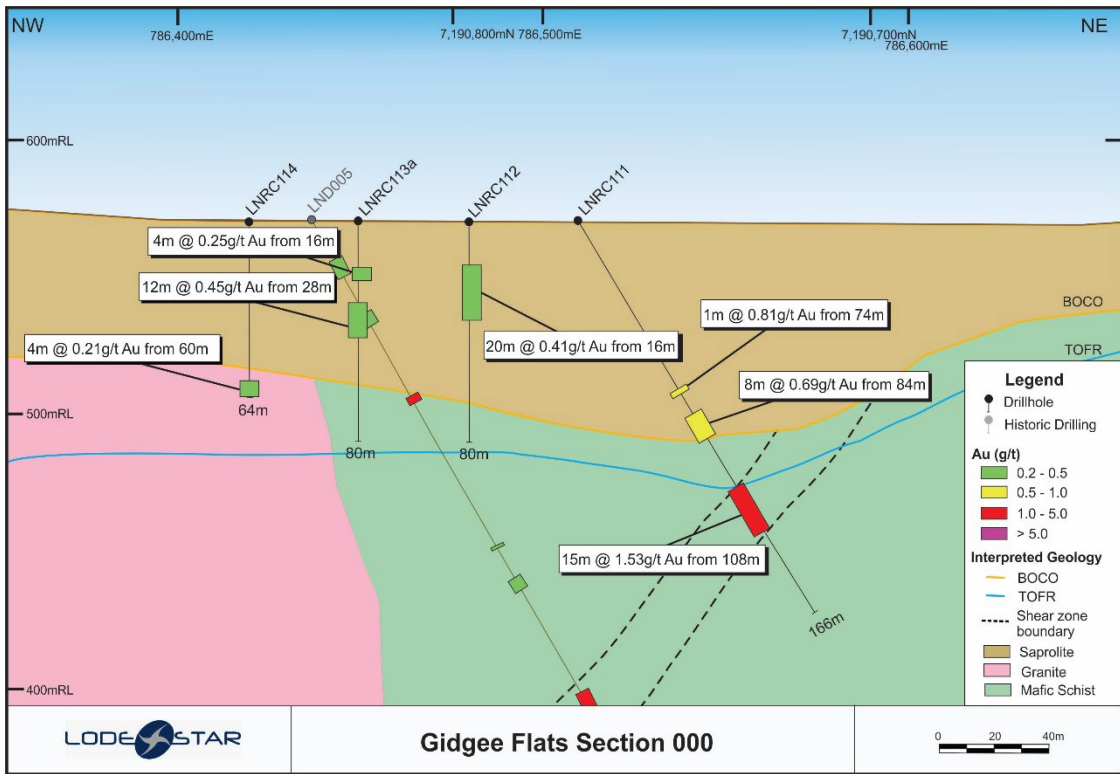 NW
NE
786,400mE
7,190,800mN
786,500mE
7,190,700mN
786,600mE
600mRL
LNRC114
LND005
LNRC113a
LNRC112
LNRC111
4m @ 0.25g/t Au from 16m
12m @ 0.45g/t Au from 28m
4m @ 0.21g/t Au from 60m
20m @ 0.41g/t Au from 16m
1m @ 0.81g/t Au from 74m
8m @ 0.69g/t Au from 84m
15m @ 1.53g/t Au from 108m
BOCO
TOFR
500mRL
64m
80m
80m
166m
400mRL
Legend
Drillhole
Historic Drilling
Au (g/t)
0.2 - 0.5
0.5 - 1.0
1.0 - 5.0
> 5.0
Interpreted Geology
BOCO
TOFR
Shear zone
boundary
Saprolite
Granite
Mafic Schist
LODESTAR
Gidgee Flats Section 000
0 20 40m